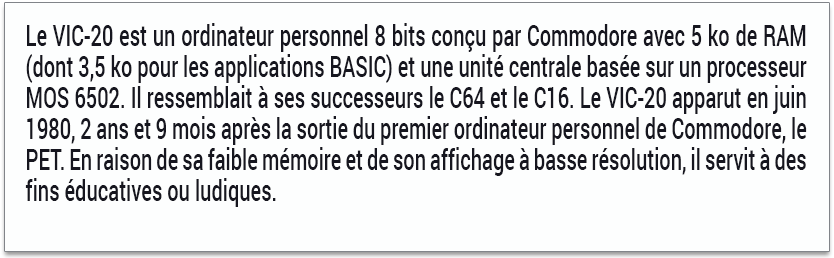 Le VIC-20 est un ordinateur personnel 8 bits conçu par Commodore avec 5 ko de RAM
(dont 3,5 ko pour les applications BASIC) et une unité centrale basée sur un processeur
MOS 6502. Il ressemblait à ses successeurs le C64 et le C16. Le VIC-20 apparut en juin
1980, 2 ans et 9 mois après la sortie du premier ordinateur personnel de Commodore, le
PET. En raison de sa faible mémoire et de son affichage à basse résolution, il servit à des
fins éducatives ou ludiques.